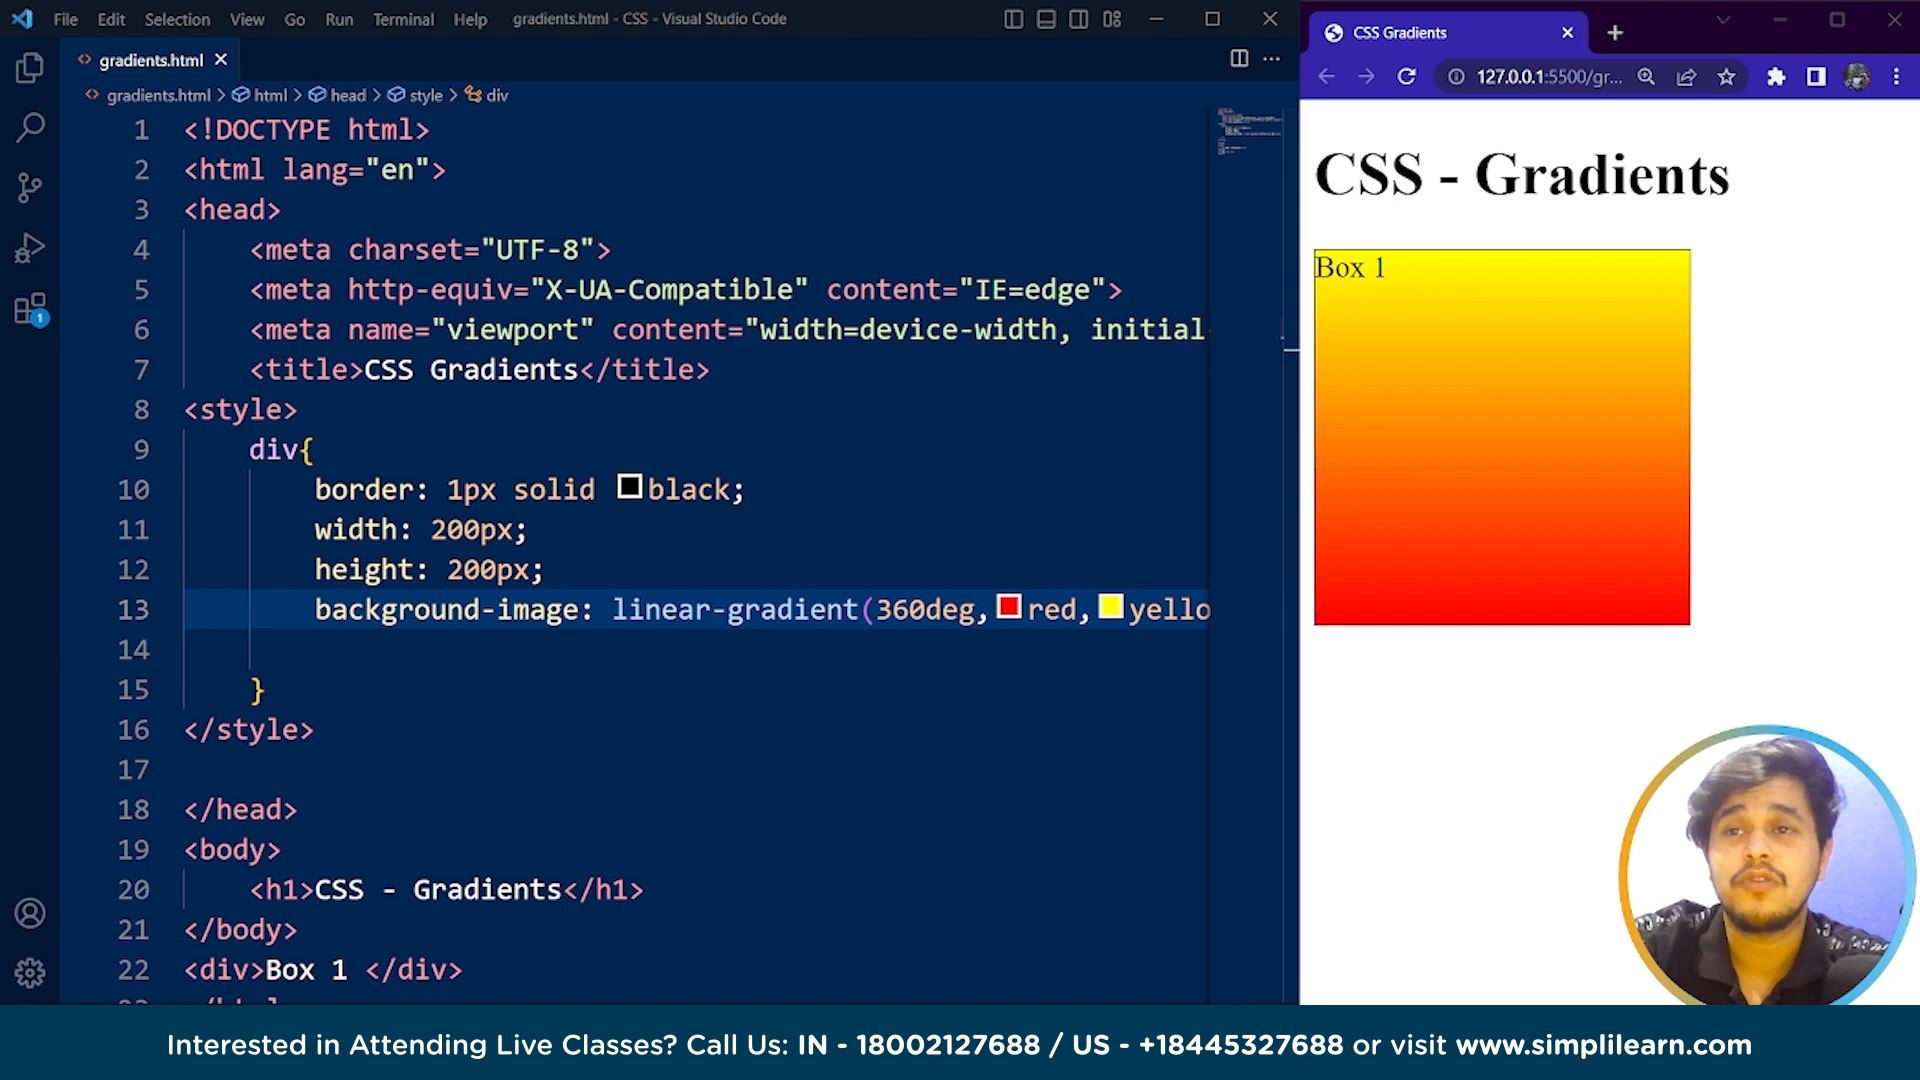 File Edit Selection View Go Run Terminal Help gradients.html - CSS - Visual Studio Code
gradients.html
gradients.html > html > head > style > div
1 <!DOCTYPE html>
2 <html lang="en">
3 <head>
4 <meta charset="UTF-8">
5 <meta http-equiv="X-UA-Compatible" content="IE=edge">
6 <meta name="viewport" content="width=device-width, initial-
7 <title>CSS Gradients</title>
8 <style>
9 div{
10 border: 1px solid black;
11 width: 200px;
12 height: 200px;
13 background-image: linear-gradient(360deg,red,yello
14
15 }
16 </style>
17
18 </head>
19 <body>
20 <h1>CSS - Gradients</h1>
21 </body>
22 <div>Box 1 </div>
1
CSS Gradients
127.0.0.1:5500/gr...
CSS - Gradients
Box 1
Interested in Attending Live Classes? Call Us: IN - 18002127688 / US - +18445327688 or visit www.simplilearn.com